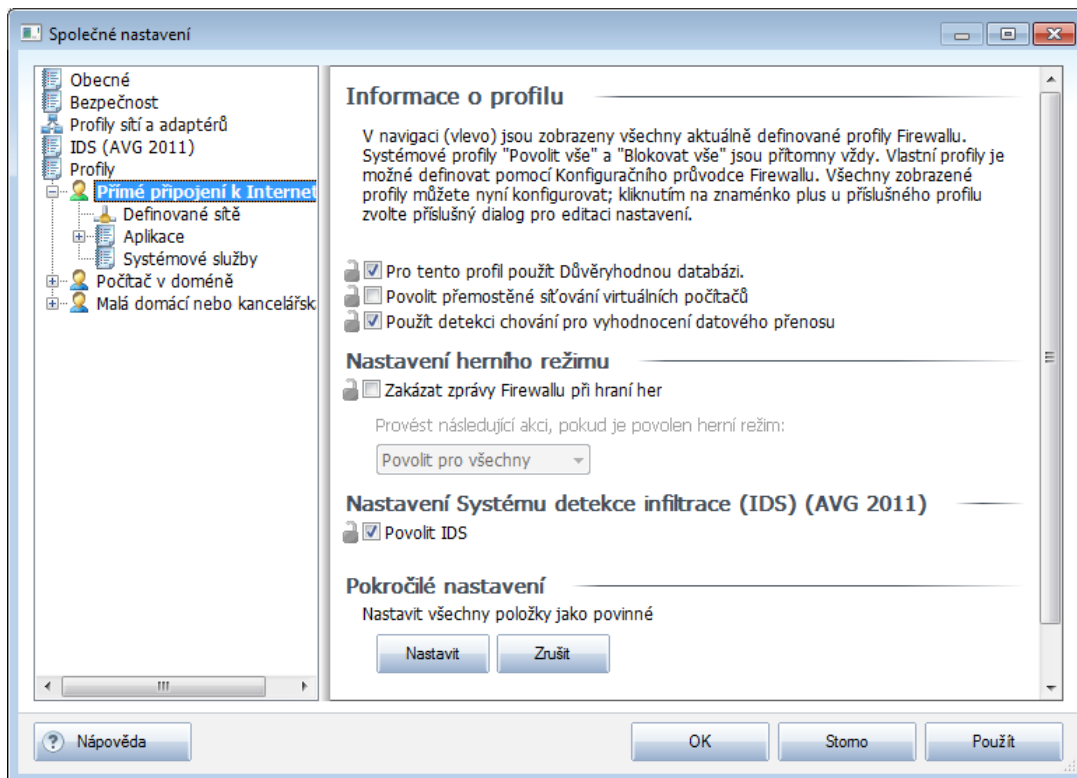 Společné nastavení
Obecné
Bezpečnost
Profily sítí a adaptérů
IDS (AVG 2011)
Profily
Přímé připojení k Internet
Definované sítě
Aplikace
Systémové služby
Počítač v doméně
Malá domácí nebo kancelářsk
Informace o profilu
V navigaci (vlevo) jsou zobrazeny všechny aktuálně definované profily Firewallu.
Systémové profily "Povolit vše" a "Blokovat vše" jsou přítomny vždy. Vlastní profily je
možné definovat pomocí Konfiguračního průvodce Firewallu. Všechny zobrazené
profily můžete nyní konfigurovat; kliknutím na znaménko plus u příslušného profilu
zvolte příslušný dialog pro editaci nastavení.
Pro tento profil použít Důvěryhodnou databázi.
Povolit přemostěné síťování virtuálních počítačů
Použít detekci chování pro vyhodnocení datového přenosu
Nastavení herního režimu
Zakázat zprávy Firewallu při hraní her
Provést následující akci, pokud je povolen herní režim:
Povolit pro všechny
Nastavení Systému detekce infiltrace (IDS) (AVG 2011)
Povolit IDS
Pokročilé nastavení
Nastavit všechny položky jako povinné
Nastavit
Zrušit
Nápověda
OK
Storno
Použít